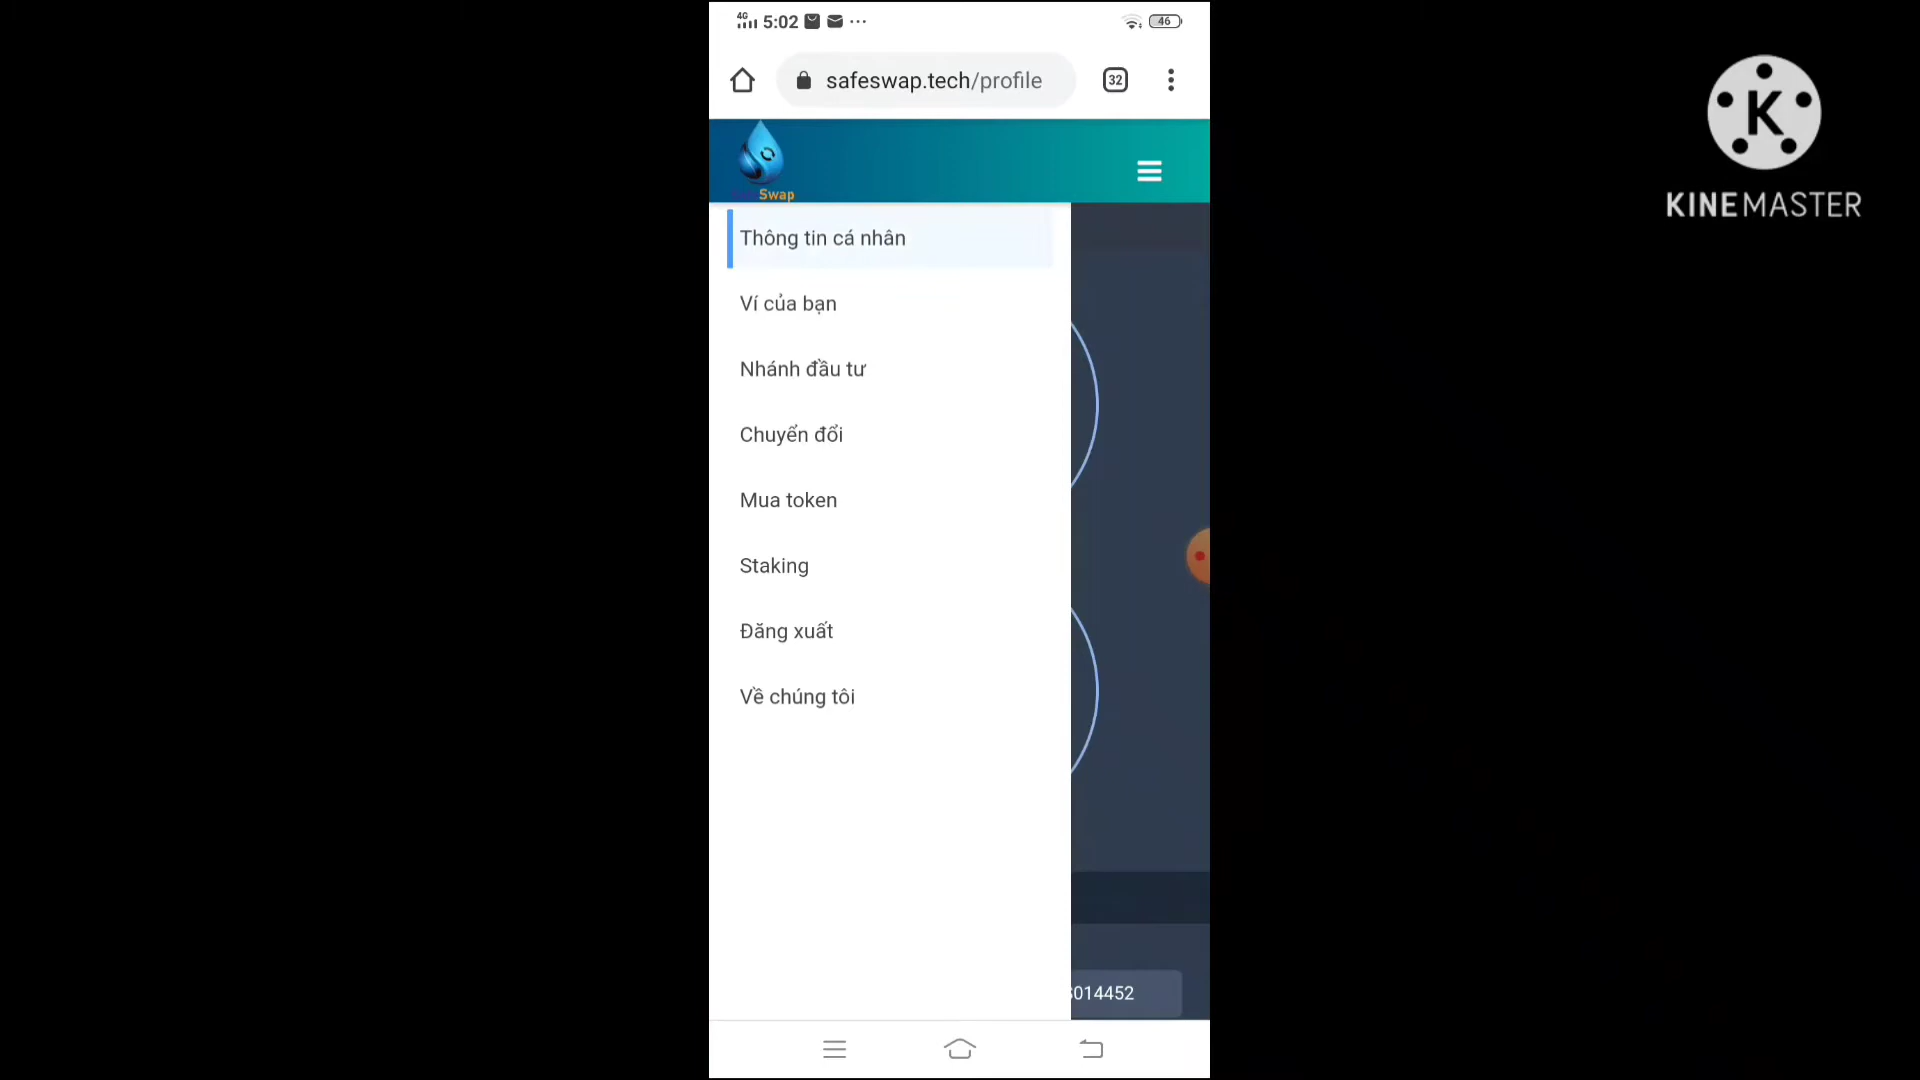 4G 5:02 46
safeswap.tech/profile 32
Swap
Thông tin cá nhân
Ví của bạn
Nhánh đầu tư
Chuyển đổi
Mua token
Staking
Đăng xuất
Về chúng tôi
014452
K
KINEMASTER